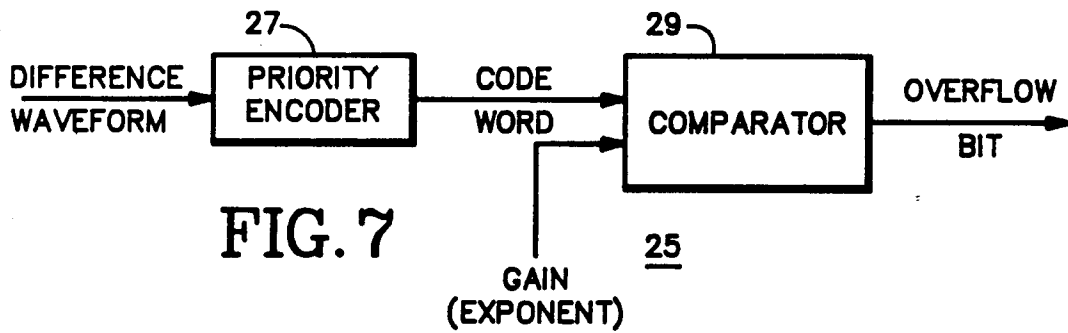 27
29
DIFFERENCE
WAVEFORM
PRIORITY
ENCODER
CODE
WORD
COMPARATOR
OVERFLOW
BIT
FIG. 7
25
GAIN
(EXPONENT)